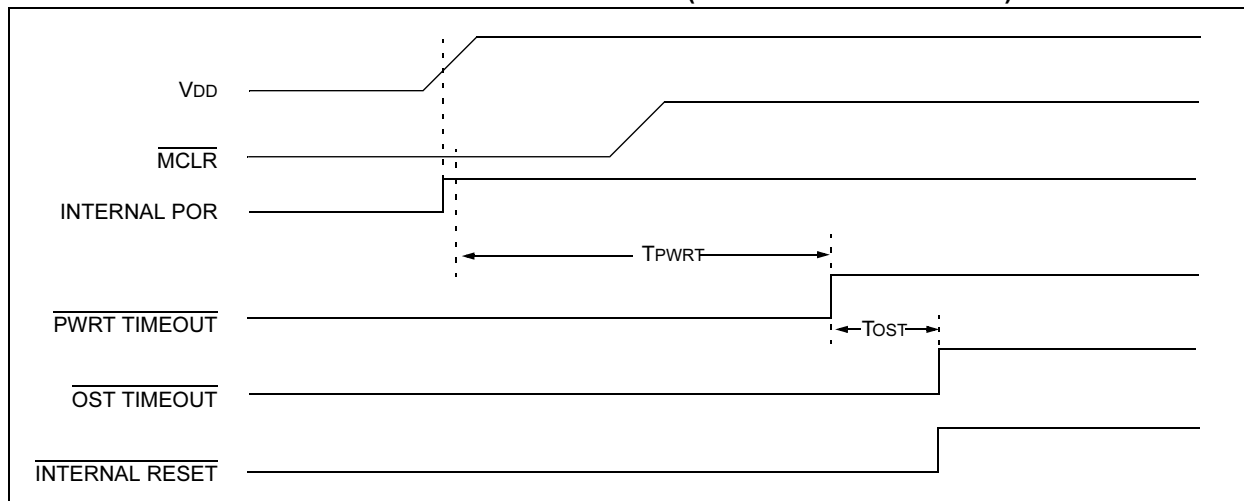 VDD
MCLR
INTERNAL POR
TPWRT
PWRT TIMEOUT
TOST
OST TIMEOUT
INTERNAL RESET